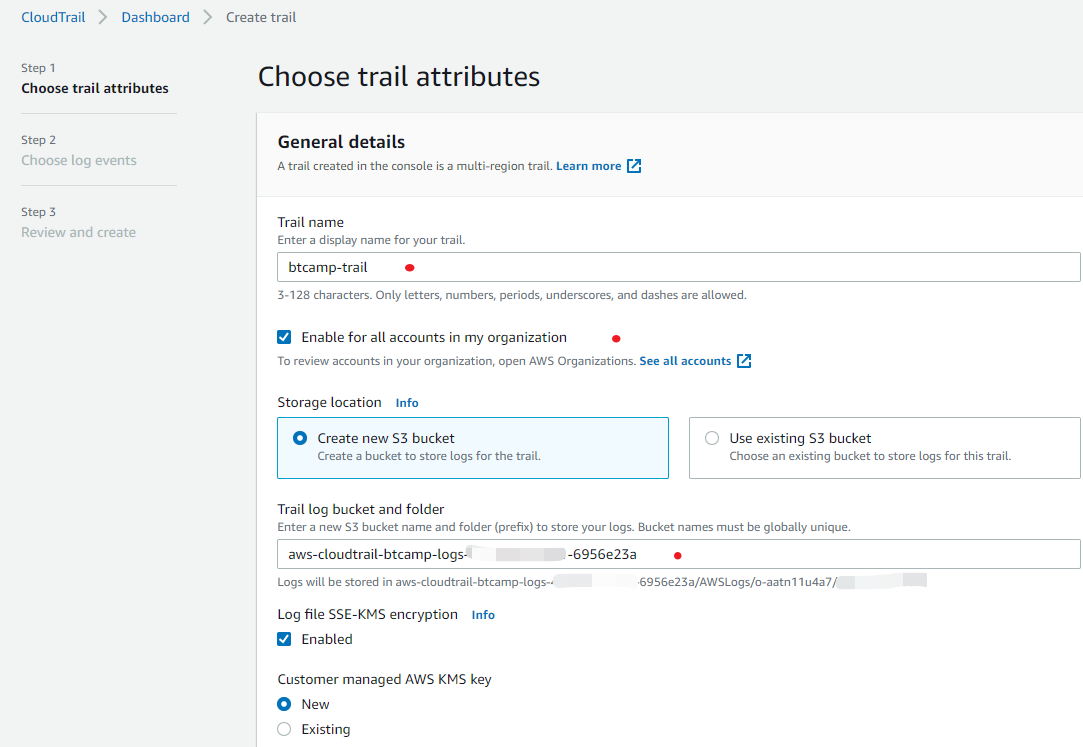 CloudTrail > Dashboard > Create trail
Step 1
Choose trail attributes
Step 2
Choose log events
Step 3
Review and create
Choose trail attributes
General details
A trail created in the console is a multi-region trail. Learn more
Trail name
Enter a display name for your trail.
btcamp-trail
3-128 characters. Only letters, numbers, periods, underscores, and dashes are allowed.
Enable for all accounts in my organization
To review accounts in your organization, open AWS Organizations. See all accounts
Storage location Info
Create new S3 bucket
Create a bucket to store logs for the trail.
Use existing S3 bucket
Choose an existing bucket to store logs for this trail.
Trail log bucket and folder
Enter a new S3 bucket name and folder (prefix) to store your logs. Bucket names must be globally unique.
aws-cloudtrail-btcamp-logs- -6956e23a
Logs will be stored in aws-cloudtrail-btcamp-logs- -6956e23a/AWSLogs/o-aatn11u4a7/
Log file SSE-KMS encryption Info
Enabled
Customer managed AWS KMS key
New
Existing